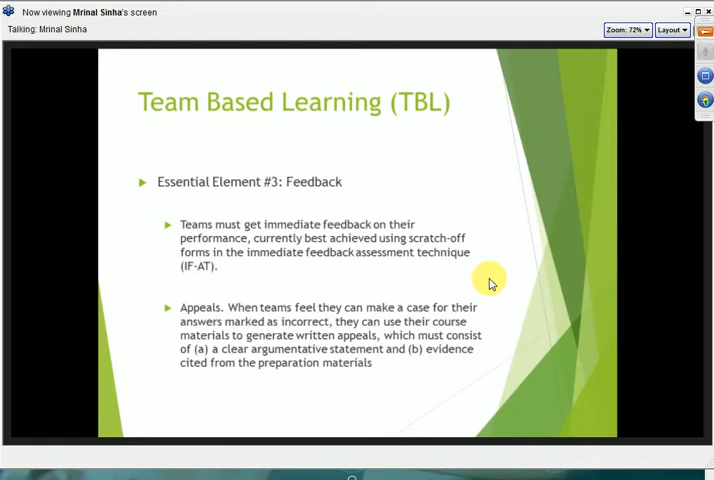 Now viewing Mrinal Sinha's screen
Talking: Mrinal Sinha
Zoom: 72%
Layout
Team Based Learning (TBL)
Essential Element #3: Feedback
Teams must get immediate feedback on their
performance, currently best achieved using scratch-off
forms in the immediate feedback assessment technique
(IF-AT).
Appeals. When teams feel they can make a case for their
answers marked as incorrect, they can use their course
materials to generate written appeals, which must consist
of (a) a clear argumentative statement and (b) evidence
cited from the preparation materials